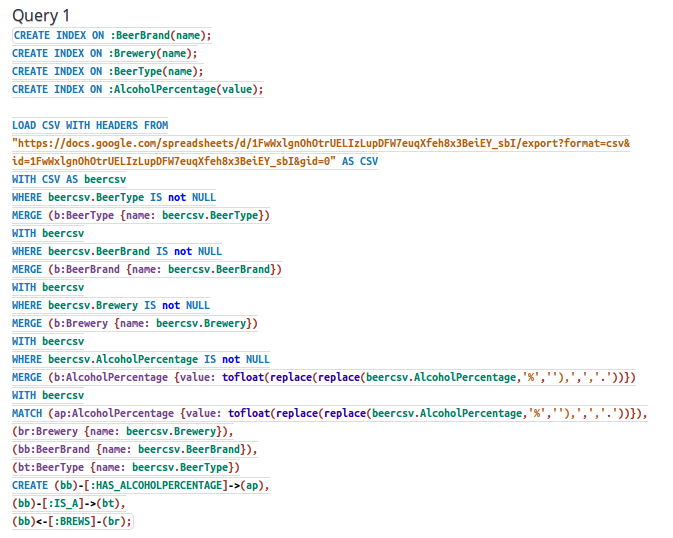 Query 1
CREATE INDEX ON :BeerBrand(name);
CREATE INDEX ON :Brewery(name);
CREATE INDEX ON :BeerType(name);
CREATE INDEX ON :AlcoholPercentage(value);
LOAD CSV WITH HEADERS FROM
"https://docs.google.com/spreadsheets/d/1FwWxlgnOhOtrUELIzLupDFW7euqXfeh8x3BeiEY_sbI/export?format=csv&
id=1FwWxlgnOhOtrUELIzLupDFW7euqXfeh8x3BeiEY_sbI&gid=0" AS CSV
WITH CSV AS beercsv
WHERE beercsv.BeerType IS not NULL
MERGE (b:BeerType {name: beercsv.BeerType})
WITH beercsv
WHERE beercsv.BeerBrand IS not NULL
MERGE (b:BeerBrand {name: beercsv.BeerBrand})
WITH beercsv
WHERE beercsv.Brewery IS not NULL
MERGE (b:Brewery {name: beercsv.Brewery})
WITH beercsv
WHERE beercsv.AlcoholPercentage IS not NULL
MERGE (b:AlcoholPercentage {value: tofloat(replace(replace(beercsv.AlcoholPercentage,'%',''),',','.'))})
WITH beercsv
MATCH (ap:AlcoholPercentage {value: tofloat(replace(replace(beercsv.AlcoholPercentage,'%',''),',','.'))}),
(br:Brewery {name: beercsv.Brewery}),
(bb:BeerBrand {name: beercsv.BeerBrand}),
(bt:BeerType {name: beercsv.BeerType})
CREATE (bb)-[:HAS_ALCOHOLPERCENTAGE]->(ap),
(bb)-[:IS_A]->(bt),
(bb)<-[:BREWS]-(br);